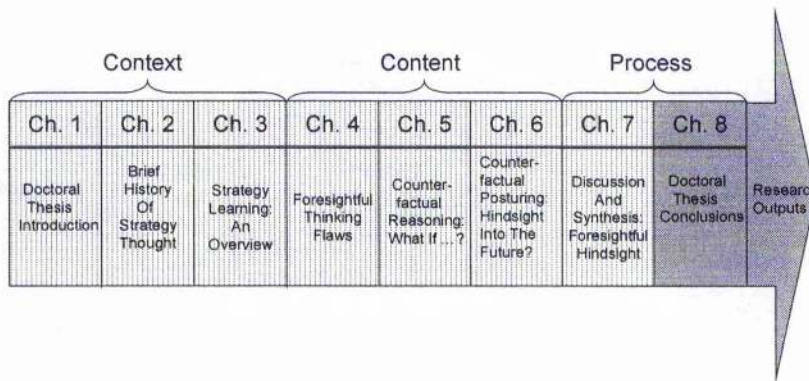 Context
Content
Process
Ch. 1
Ch. 2
Ch. 3
Ch. 4
Ch. 5
Ch. 6
Ch. 7
Ch. 8
Doctoral
Thesis
Introduction
Brief
History
Of
Strategy
Thought
Strategy
Learning:
An
Overview
Foresightful
Thinking
Flaws
Counter-
factual
Reasoning:
What If ...?
Counter-
factual
Posturing:
Hindsight
Into The
Future?
Discussion
And
Synthesis:
Foresightful
Hindsight
Doctoral
Thesis
Conclusions
Research
Outputs